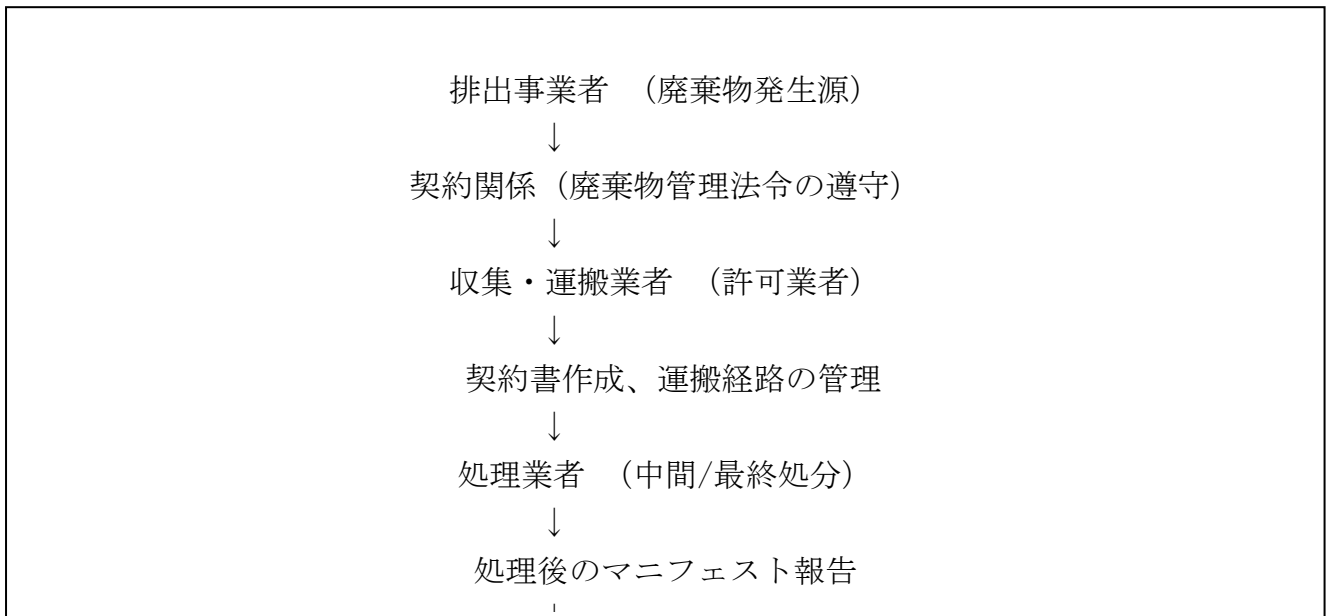 排出事業者 （廃棄物発生源）
↓
契約関係（廃棄物管理法令の遵守）
↓
収集・運搬業者 （許可業者）
↓
契約書作成、運搬経路の管理
↓
処理業者 （中間/最終処分）
↓
処理後のマニフェスト報告
↓